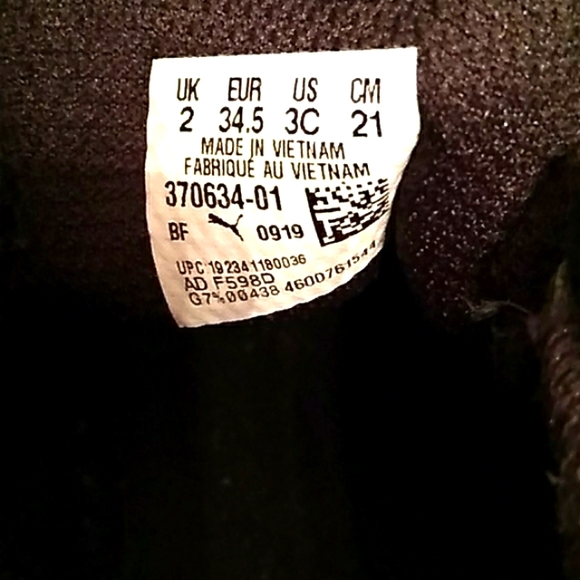 UK EUR US CM
2 34.5 3C 21
MADE IN VIETNAM
FABRIQUE AU VIETNAM
370634-01
BF 0919
UPC 192341180036
AD F598D
G7%00438 4600761544